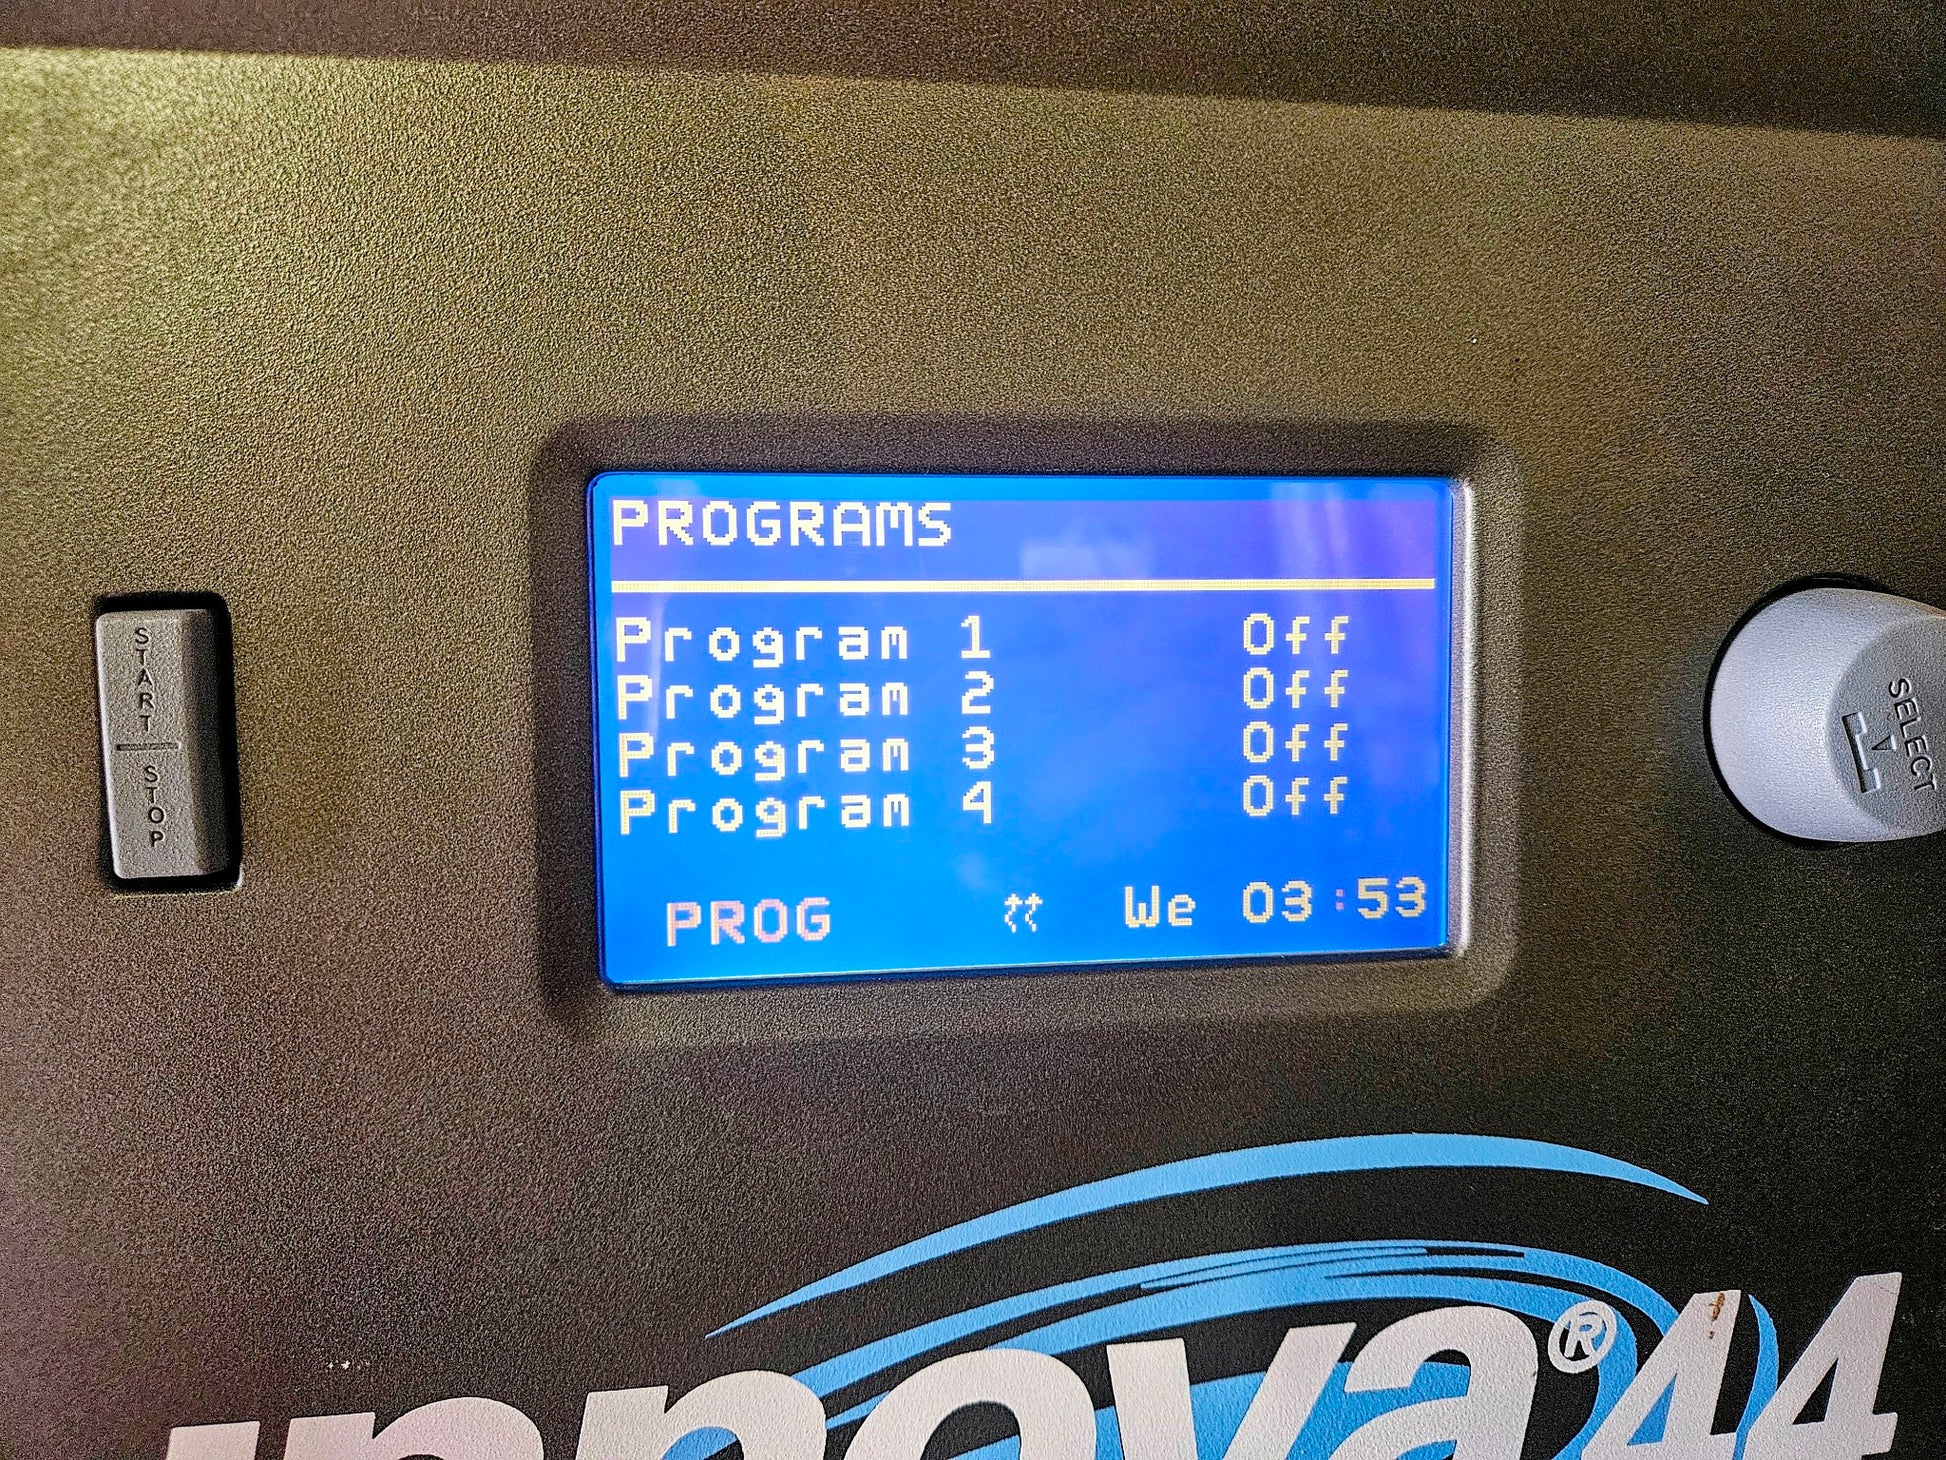 PROGRAMS
Program 1 Off
Program 2 Off
Program 3 Off
Program 4 Off
PROG We 03:53
START
STOP
SELECT
innova®44